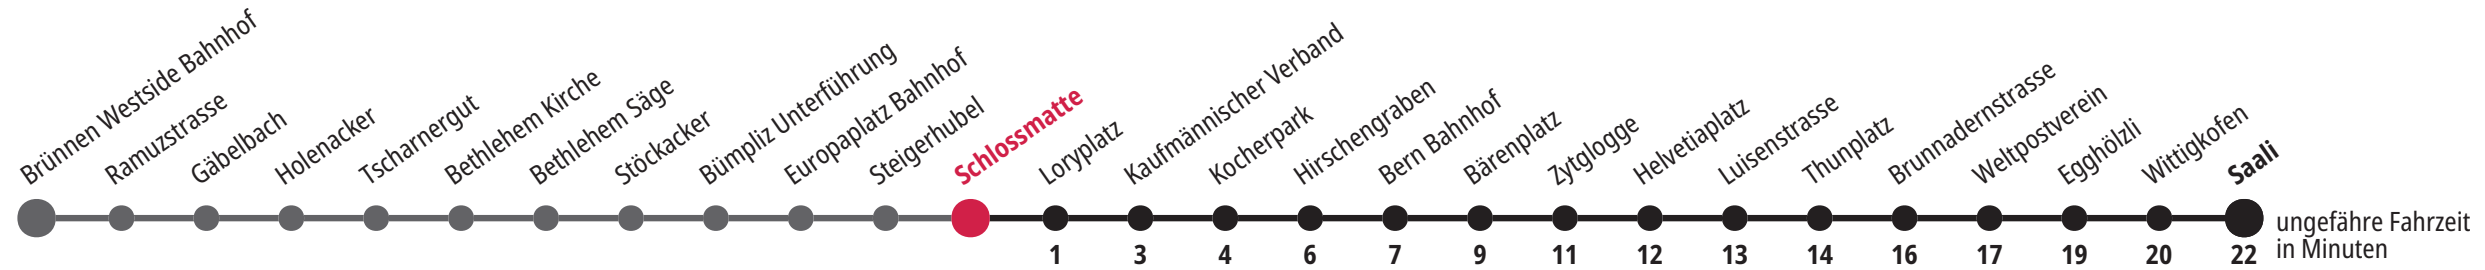 Brünnen Westside Bahnhof
Ramuzstrasse
Gäbelbach
Holenacker
Tscharnergut
Bethlehem Kirche
Bethlehem Säge
Stöckacker
Bümpliz Unterführung
Europaplatz Bahnhof
Steigerhubel
Schlossmatte
Loryplatz
Kaufmännischer Verband
Kocherpark
Hirschengraben
Bern Bahnhof
Bärenplatz
Zytglogge
Helvetiaplatz
Luisenstrasse
Thunplatz
Brunnadernstrasse
Weltpostverein
Egghölzli
Wittigkofen
Saali
1 3 4 6 7 9 11 12 13 14 16 17 19 20 22
ungefähre Fahrzeit
in Minuten